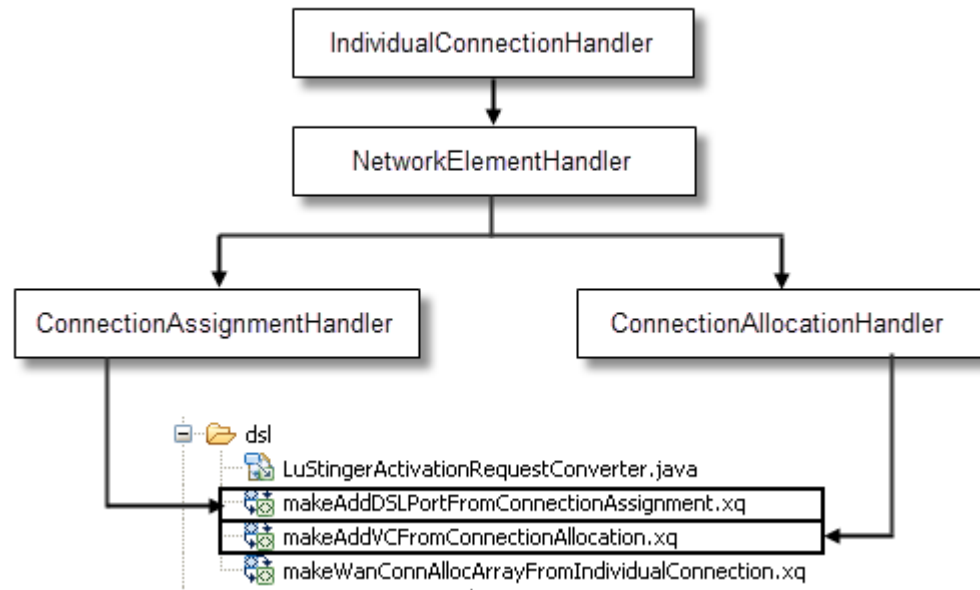 IndividualConnectionHandler
NetworkElementHandler
ConnectionAssignmentHandler
ConnectionAllocationHandler
dsl
LuStingerActivationRequestConverter.java
makeAddDSLPortFromConnectionAssignment.xq
makeAddVCFromConnectionAllocation.xq
makeWanConnAllocArrayFromIndividualConnection.xq